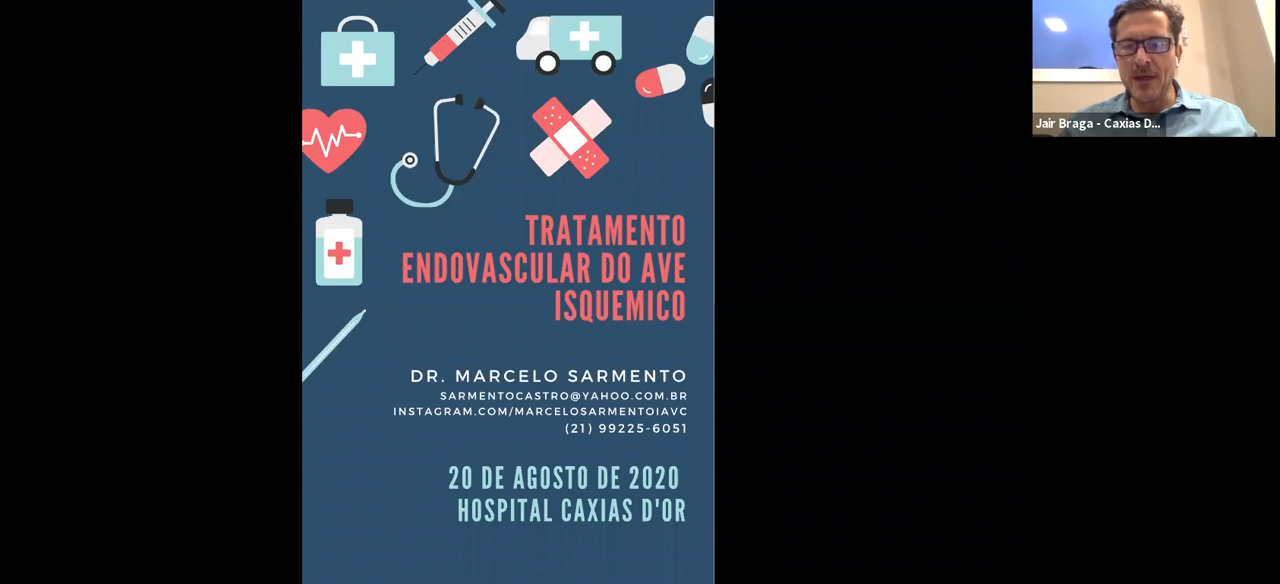 TRATAMENTO
ENDOVASCULAR DO AVE
ISQUEMICO
DR. MARCELO SARMENTO
SARMENTOCASTRO@YAHOO.COM.BR
INSTAGRAM.COM/MARCELOSARMENTOIAVC
(21) 99225-6051
20 DE AGOSTO DE 2020
HOSPITAL CAXIAS D'OR
Jair Braga - Caxias D...